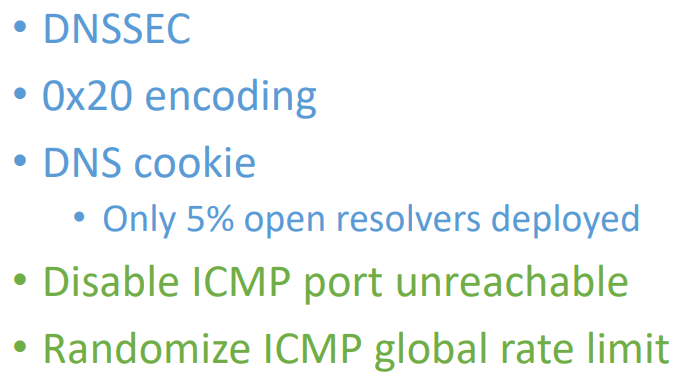 • DNSSEC
• 0x20 encoding
• DNS cookie
• Only 5% open resolvers deployed
• Disable ICMP port unreachable
• Randomize ICMP global rate limit